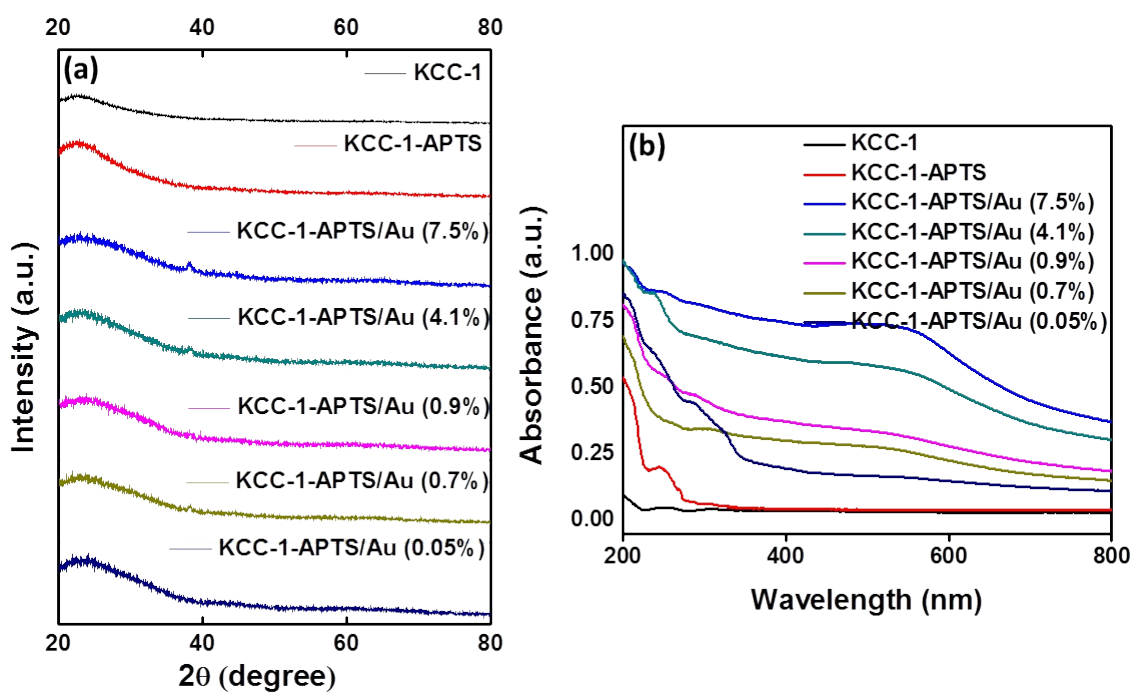 20 40 60 80
(a)
KCC-1
KCC-1-APTS
KCC-1-APTS/Au (7.5%)
KCC-1-APTS/Au (4.1%)
KCC-1-APTS/Au (0.9%)
KCC-1-APTS/Au (0.7%)
KCC-1-APTS/Au (0.05%)
Intensity (a.u.)
20 40 60 80
2θ (degree)
(b)
KCC-1
KCC-1-APTS
KCC-1-APTS/Au (7.5%)
KCC-1-APTS/Au (4.1%)
KCC-1-APTS/Au (0.9%)
KCC-1-APTS/Au (0.7%)
KCC-1-APTS/Au (0.05%)
Absorbance (a.u.)
1.00
0.75
0.50
0.25
0.00
200 400 600 800
Wavelength (nm)